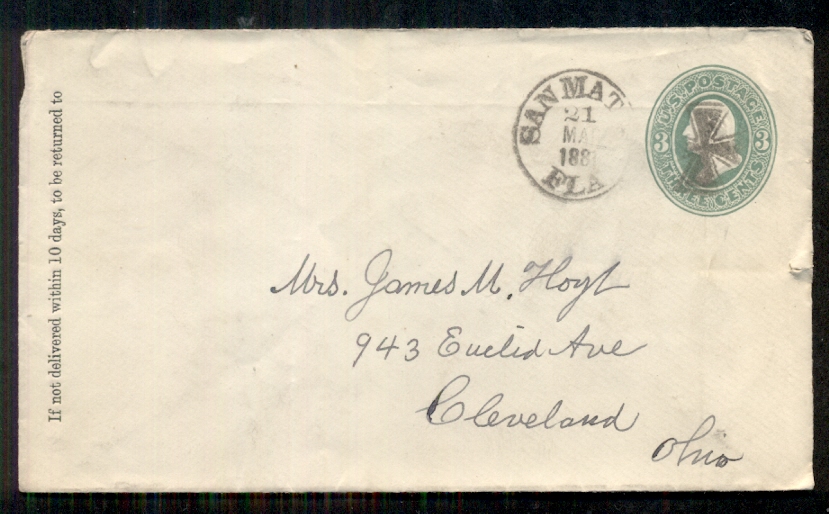 If not delivered within 10 days, to be returned to
SAN MAT
21
MA
188
FLA
U.S. POSTAGE
3 3
THREE CENTS
Mrs. James M. Hoyt
943 Euclid Ave
Cleveland
Ohio